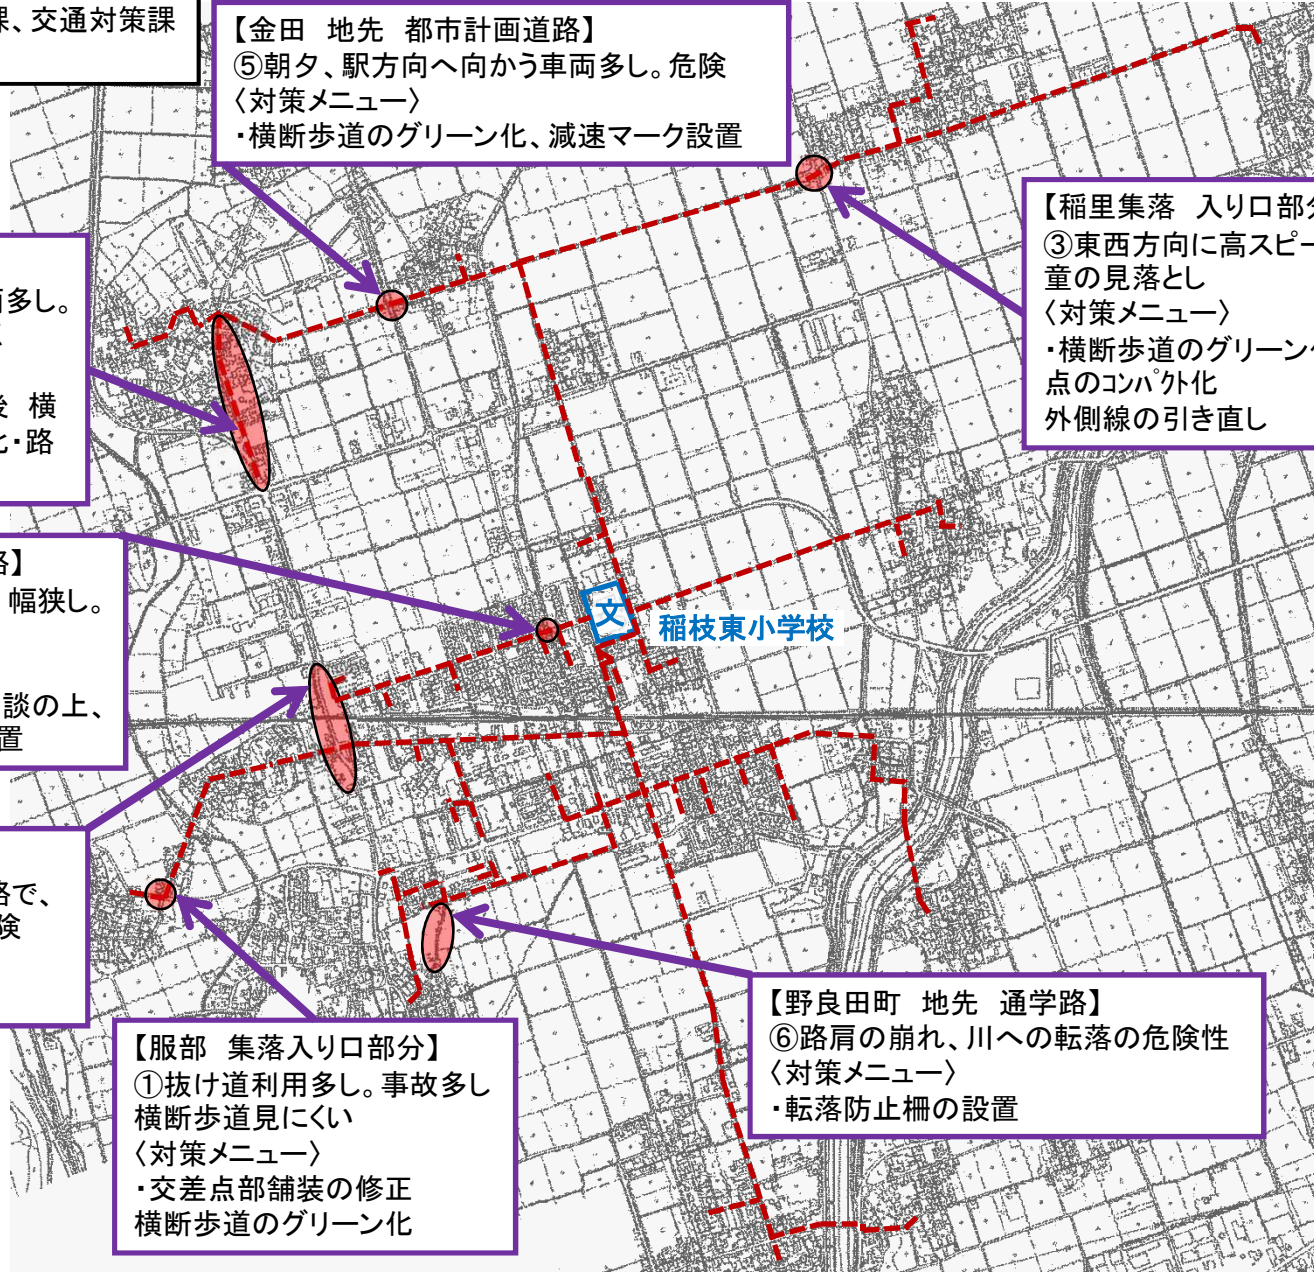 課、交通対策課
【金田　地先　都市計画道路】
⑤朝夕、駅方向へ向かう車両多し。危険
〈対策メニュー〉
・横断歩道のグリーン化、減速マーク設置
【稲里集落　入り口部分
③東西方向に高スピー
童の見落とし
〈対策メニュー〉
・横断歩道のグリーン化
点のコンパクト化
外側線の引き直し
両多し。
後　横
化・路
路】
幅狭し。
談の上、
置
路で、
険
文
稲枝東小学校
【服部　集落入り口部分】
①抜け道利用多し。事故多し
横断歩道見にくい
〈対策メニュー〉
・交差点部舗装の修正
横断歩道のグリーン化
【野良田町　地先　通学路】
⑥路肩の崩れ、川への転落の危険性
〈対策メニュー〉
・転落防止柵の設置